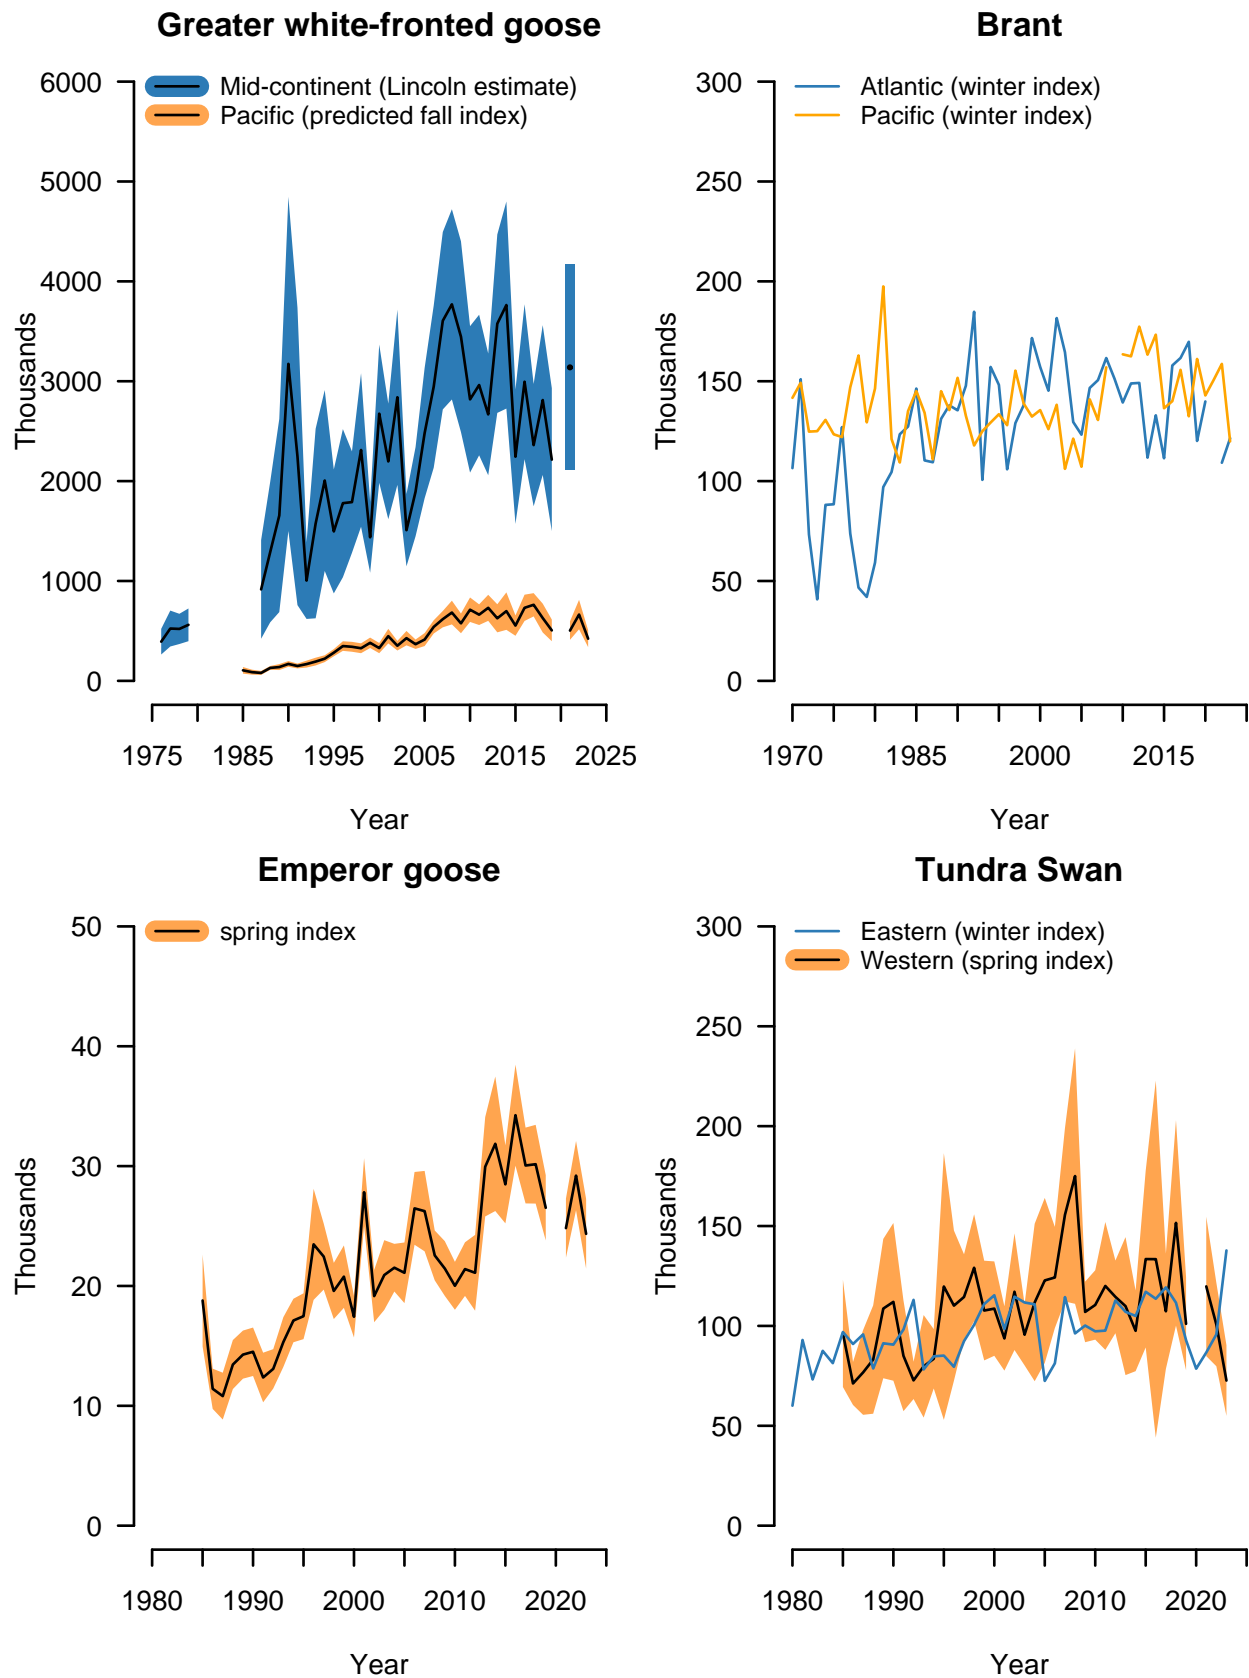 Greater white-fronted goose
Mid-continent (Lincoln estimate)
Pacific (predicted fall index)
6000
5000
4000
3000
2000
1000
0
Thousands
1975 1985 1995 2005 2015 2025
Year
Brant
Atlantic (winter index)
Pacific (winter index)
300
250
200
150
100
50
0
Thousands
1970 1985 2000 2015
Year
Emperor goose
spring index
50
40
30
20
10
0
Thousands
1980 1990 2000 2010 2020
Year
Tundra Swan
Eastern (winter index)
Western (spring index)
300
250
200
150
100
50
0
Thousands
1980 1990 2000 2010 2020
Year